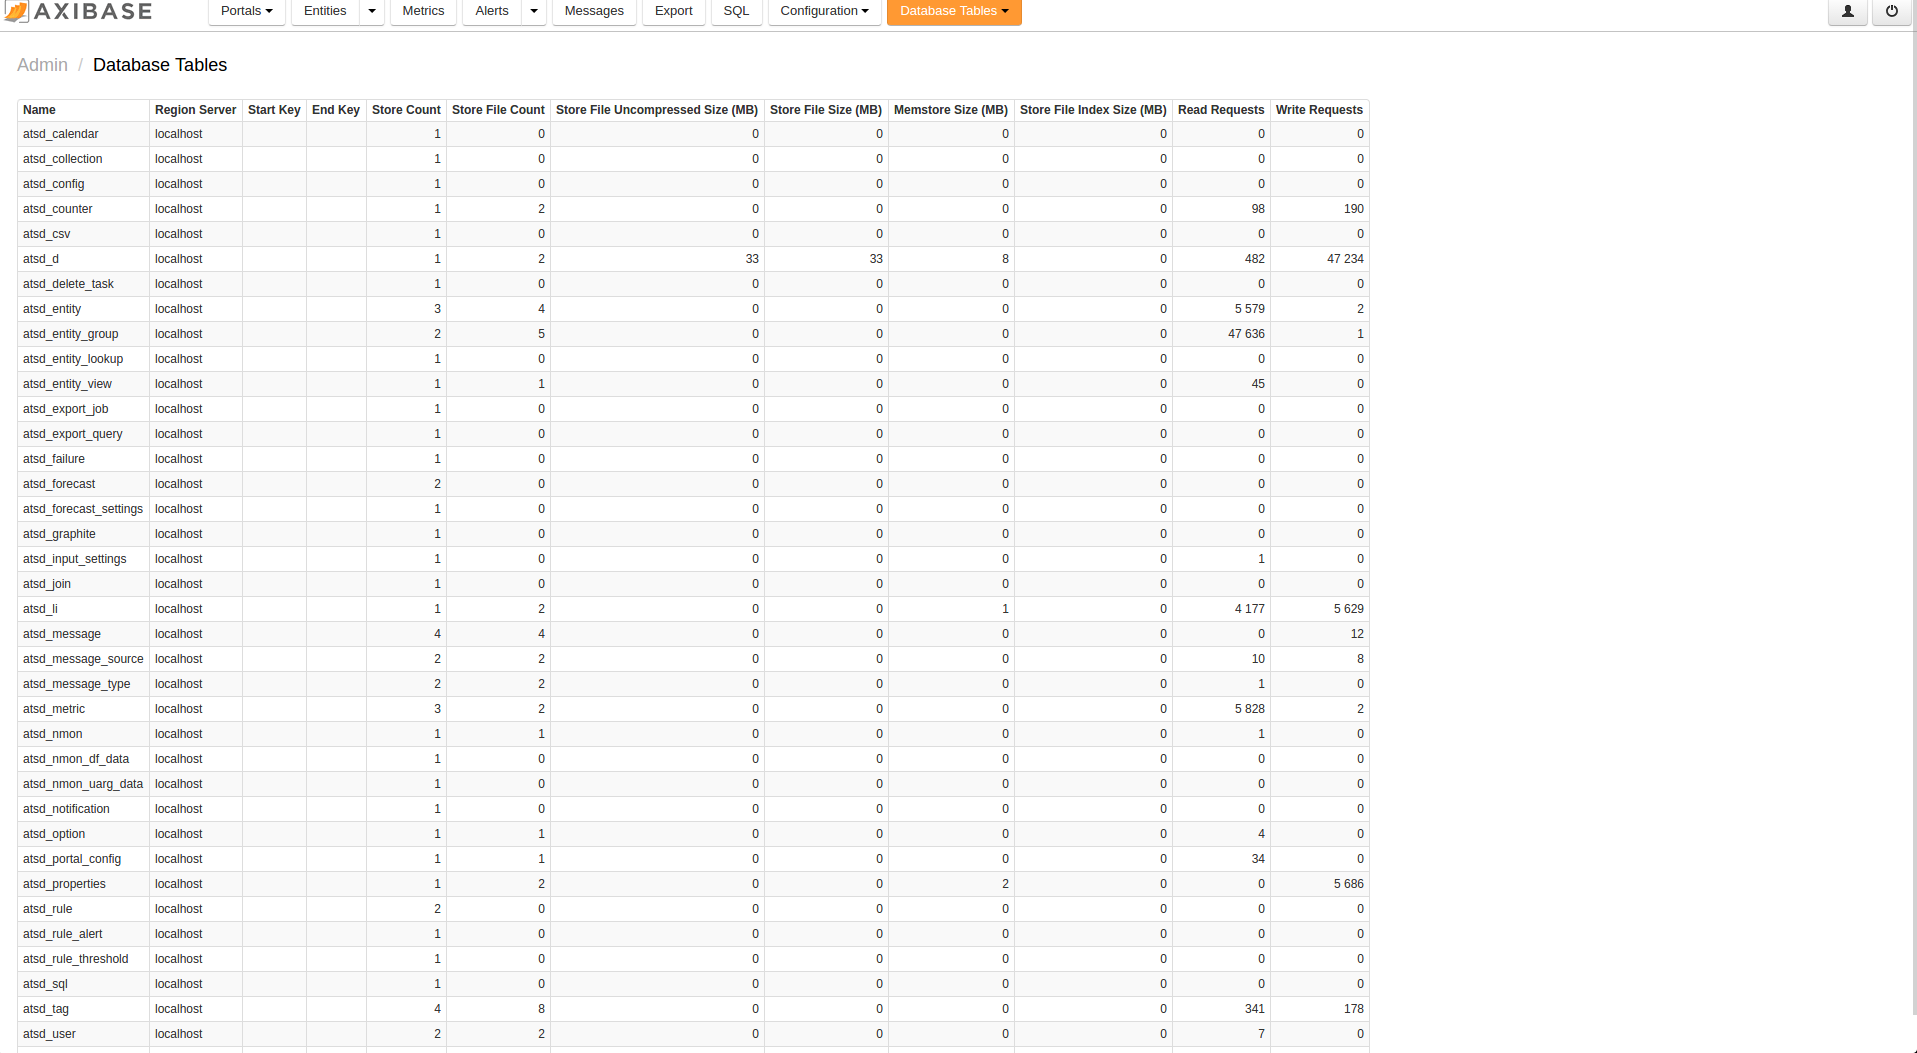 AXIBASE Portals Entities Metrics Alerts Messages Export SQL Configuration Database Tables
Admin / Database Tables
Name Region Server Start Key End Key Store Count Store File Count Store File Uncompressed Size (MB) Store File Size (MB) Memstore Size (MB) Store File Index Size (MB) Read Requests Write Requests
atsd_calendar localhost 1 0 0 0 0 0 0 0
atsd_collection localhost 1 0 0 0 0 0 0 0
atsd_config localhost 1 0 0 0 0 0 0 0
atsd_counter localhost 1 2 0 0 0 0 98 190
atsd_csv localhost 1 0 0 0 0 0 0 0
atsd_d localhost 1 2 33 33 8 0 482 47 234
atsd_delete_task localhost 1 0 0 0 0 0 0 0
atsd_entity localhost 3 4 0 0 0 0 5 579 2
atsd_entity_group localhost 2 5 0 0 0 0 47 636 1
atsd_entity_lookup localhost 1 0 0 0 0 0 0 0
atsd_entity_view localhost 1 1 0 0 0 0 45 0
atsd_export_job localhost 1 0 0 0 0 0 0 0
atsd_export_query localhost 1 0 0 0 0 0 0 0
atsd_failure localhost 1 0 0 0 0 0 0 0
atsd_forecast localhost 2 0 0 0 0 0 0 0
atsd_forecast_settings localhost 1 0 0 0 0 0 0 0
atsd_graphite localhost 1 0 0 0 0 0 0 0
atsd_input_settings localhost 1 0 0 0 0 0 1 0
atsd_join localhost 1 0 0 0 0 0 0 0
atsd_li localhost 1 2 0 0 1 0 4 177 5 629
atsd_message localhost 4 4 0 0 0 0 0 12
atsd_message_source localhost 2 2 0 0 0 0 10 8
atsd_message_type localhost 2 2 0 0 0 0 1 0
atsd_metric localhost 3 2 0 0 0 0 5 828 2
atsd_nmon localhost 1 1 0 0 0 0 1 0
atsd_nmon_df_data localhost 1 0 0 0 0 0 0 0
atsd_nmon_uarg_data localhost 1 0 0 0 0 0 0 0
atsd_notification localhost 1 0 0 0 0 0 0 0
atsd_option localhost 1 1 0 0 0 0 4 0
atsd_portal_config localhost 1 1 0 0 0 0 34 0
atsd_properties localhost 1 2 0 0 2 0 0 5 686
atsd_rule localhost 2 0 0 0 0 0 0 0
atsd_rule_alert localhost 1 0 0 0 0 0 0 0
atsd_rule_threshold localhost 1 0 0 0 0 0 0 0
atsd_sql localhost 1 0 0 0 0 0 0 0
atsd_tag localhost 4 8 0 0 0 0 341 178
atsd_user localhost 2 2 0 0 0 0 7 0